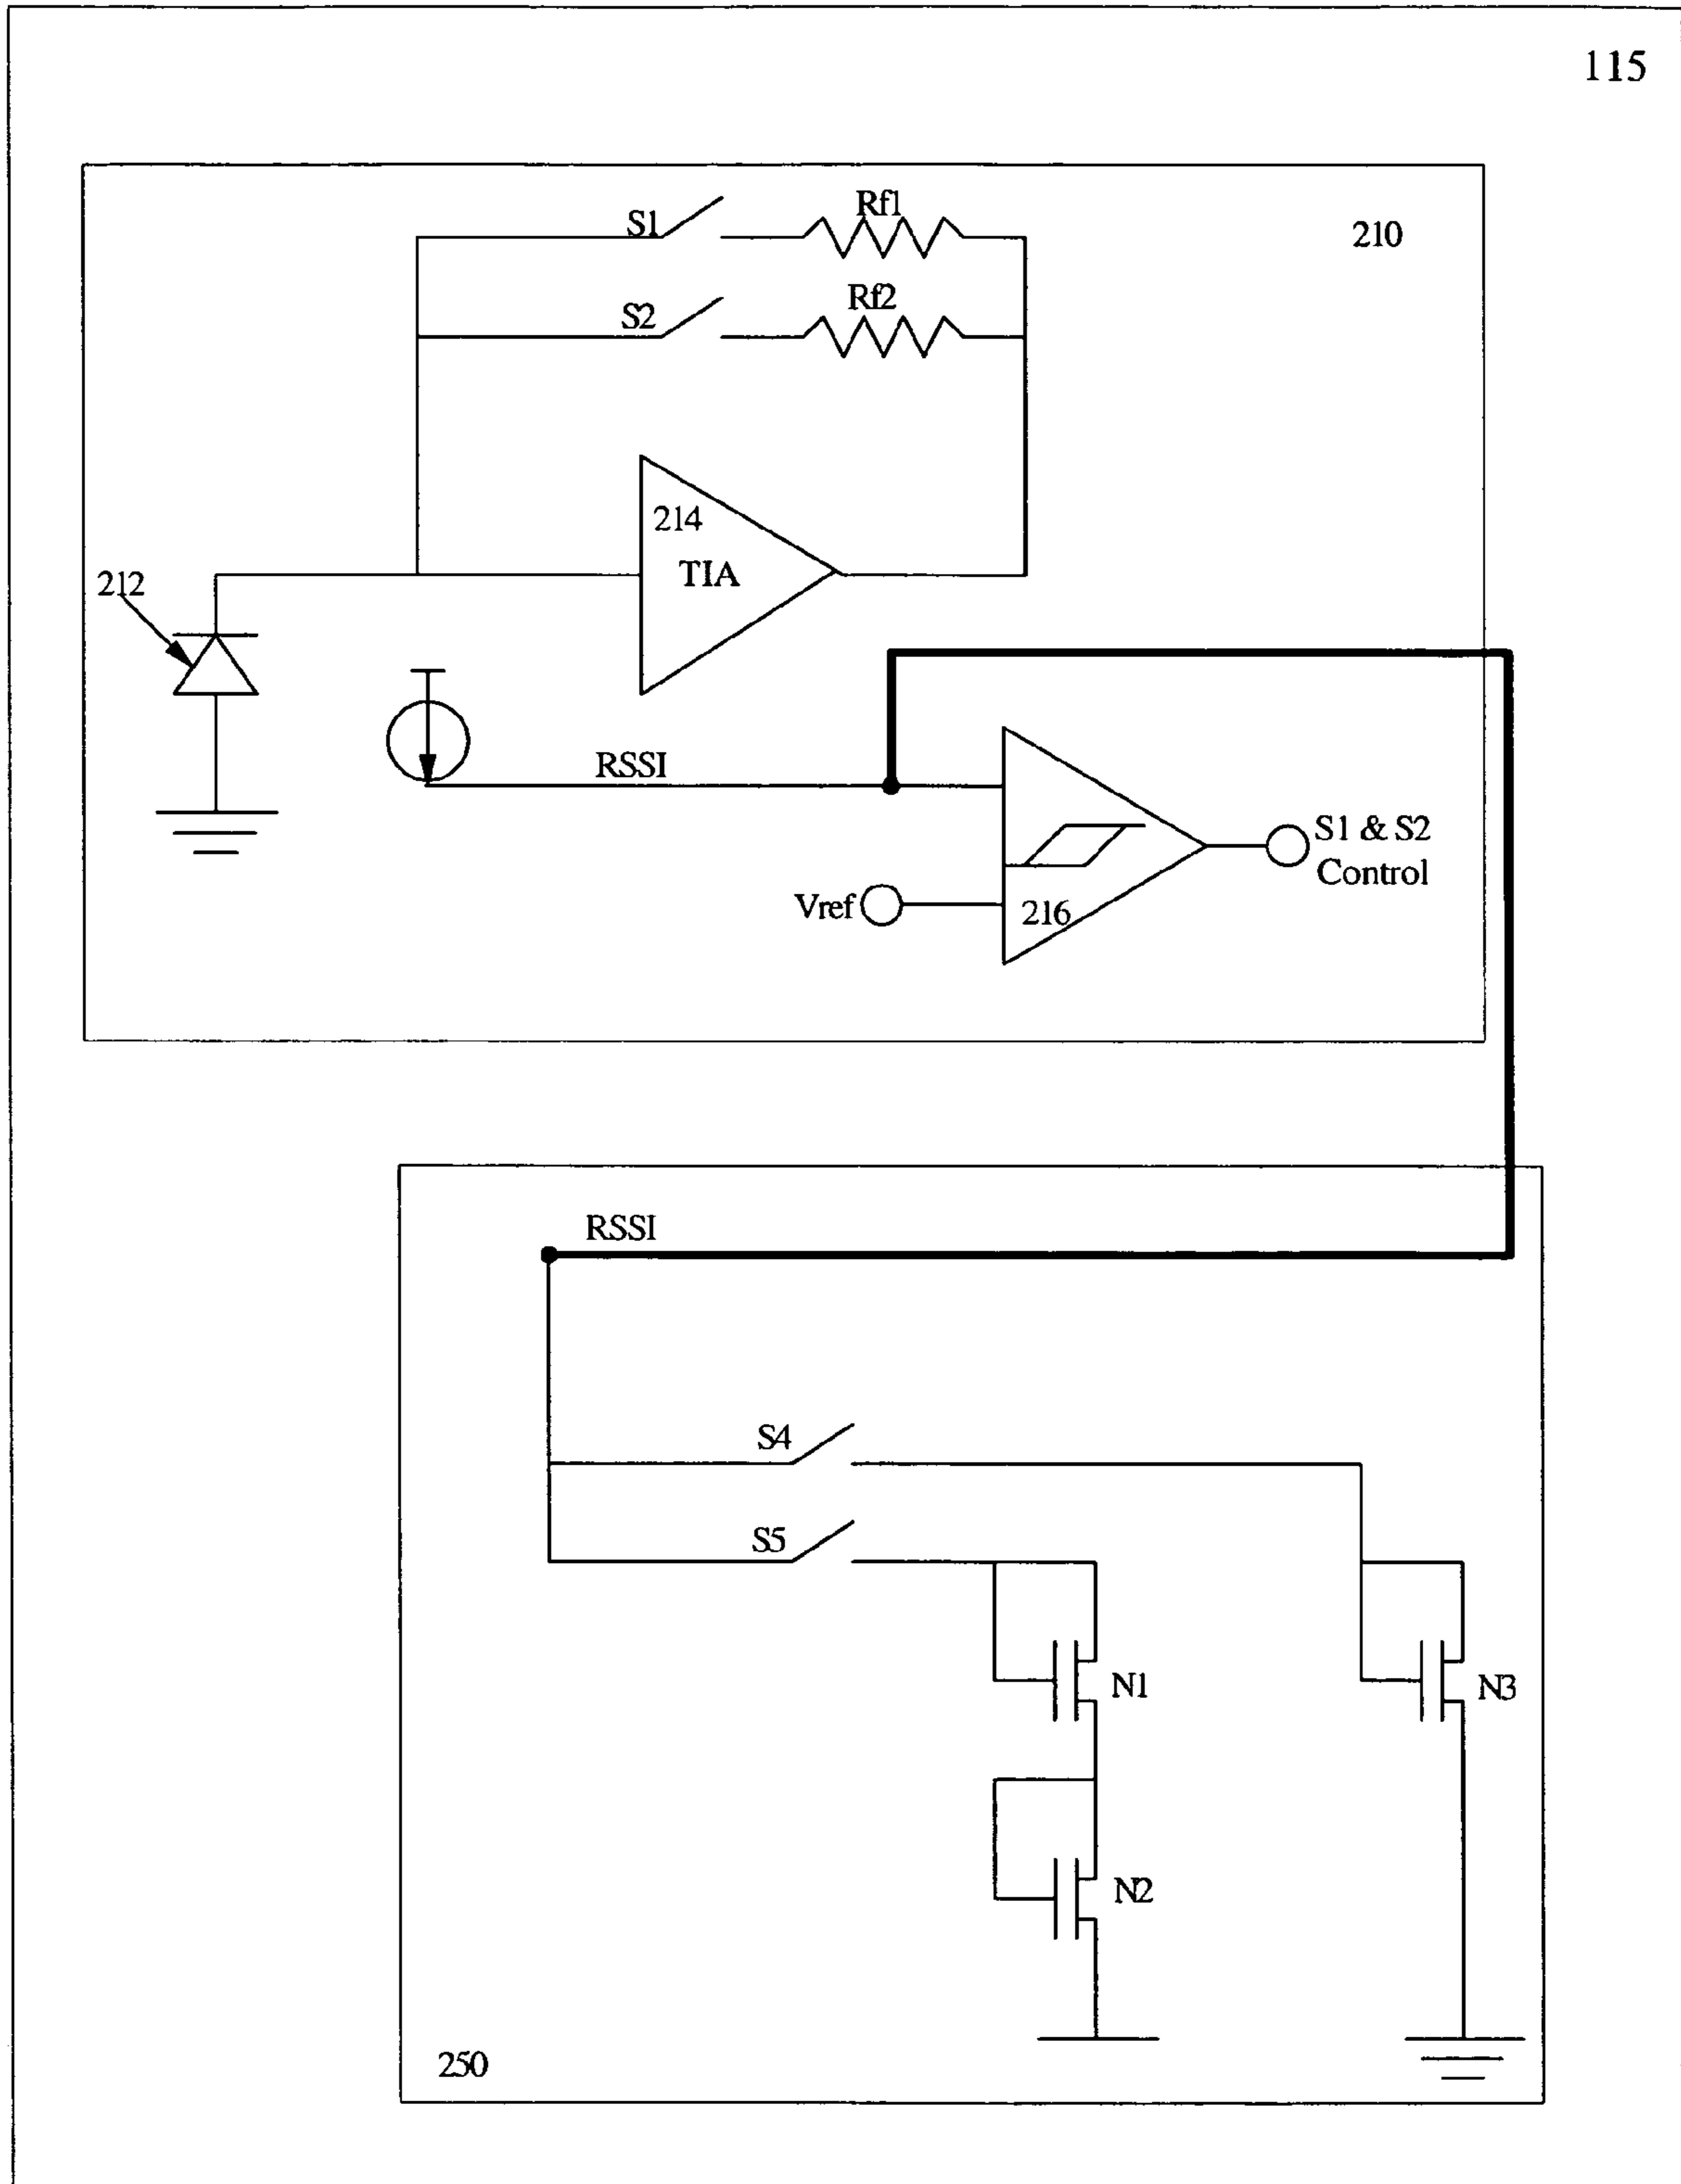 115
Rf1
S1
210
Rf2
S2
214
TIA
212
RSSI
S1 & S2
Control
Vref
216
RSSI
S4
S5
N1
N3
N2
250